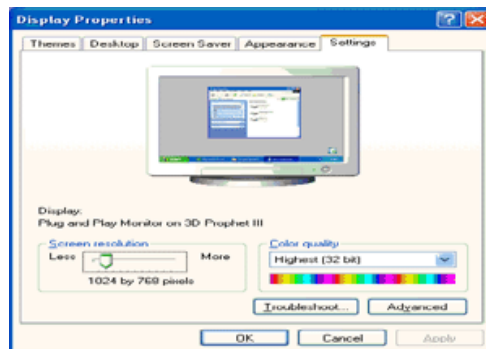 Display Properties
Themes Desktop Screen Saver Appearance Settings
Display:
Plug and Play Monitor on 3D Prophet III
Screen resolution
Less More
1024 by 768 pixels
Color quality
Highest (32 bit)
Troubleshoot... Advanced
OK Cancel Apply